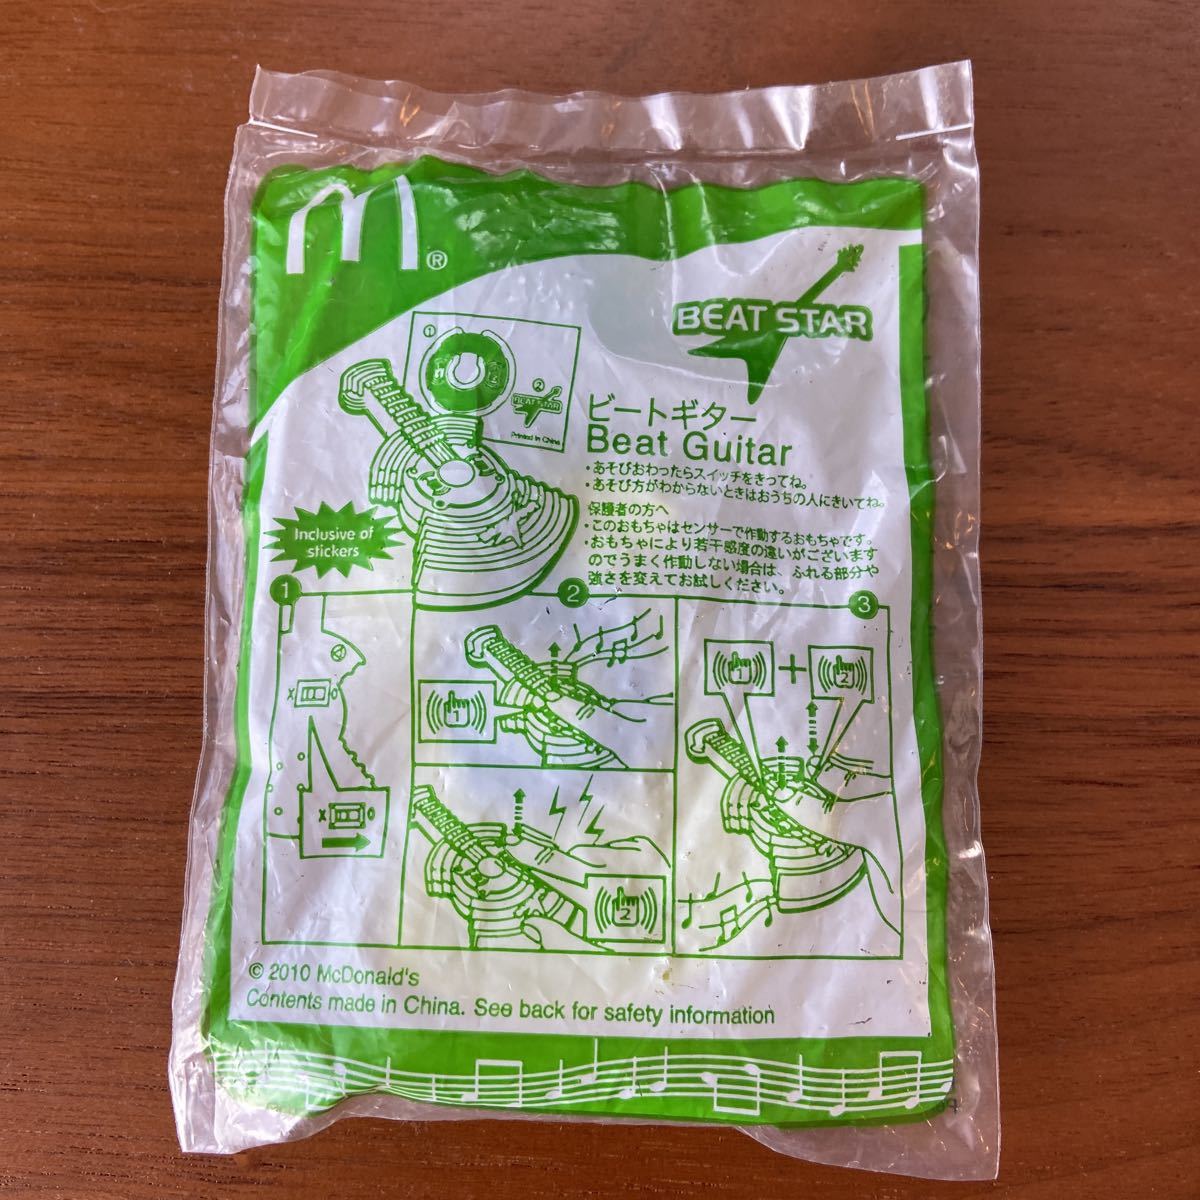 m®
BEAT STAR
1
2
BEAT STAR
Printed in China
ビートギター
Beat Guitar
・あそびおわったらスイッチをきってね。
・あそび方がわからないときはおうちの人にきいてね。
保護者の方へ
・このおもちゃはセンサーで作動するおもちゃです。
・おもちゃにより若干感度の違いがございます
のでうまく作動しない場合は、ふれる部分や
強さを変えてお試しください。
Inclusive of
stickers
1
2
3
X O
X O
1
2
1 + 2
© 2010 McDonald's
Contents made in China. See back for safety information